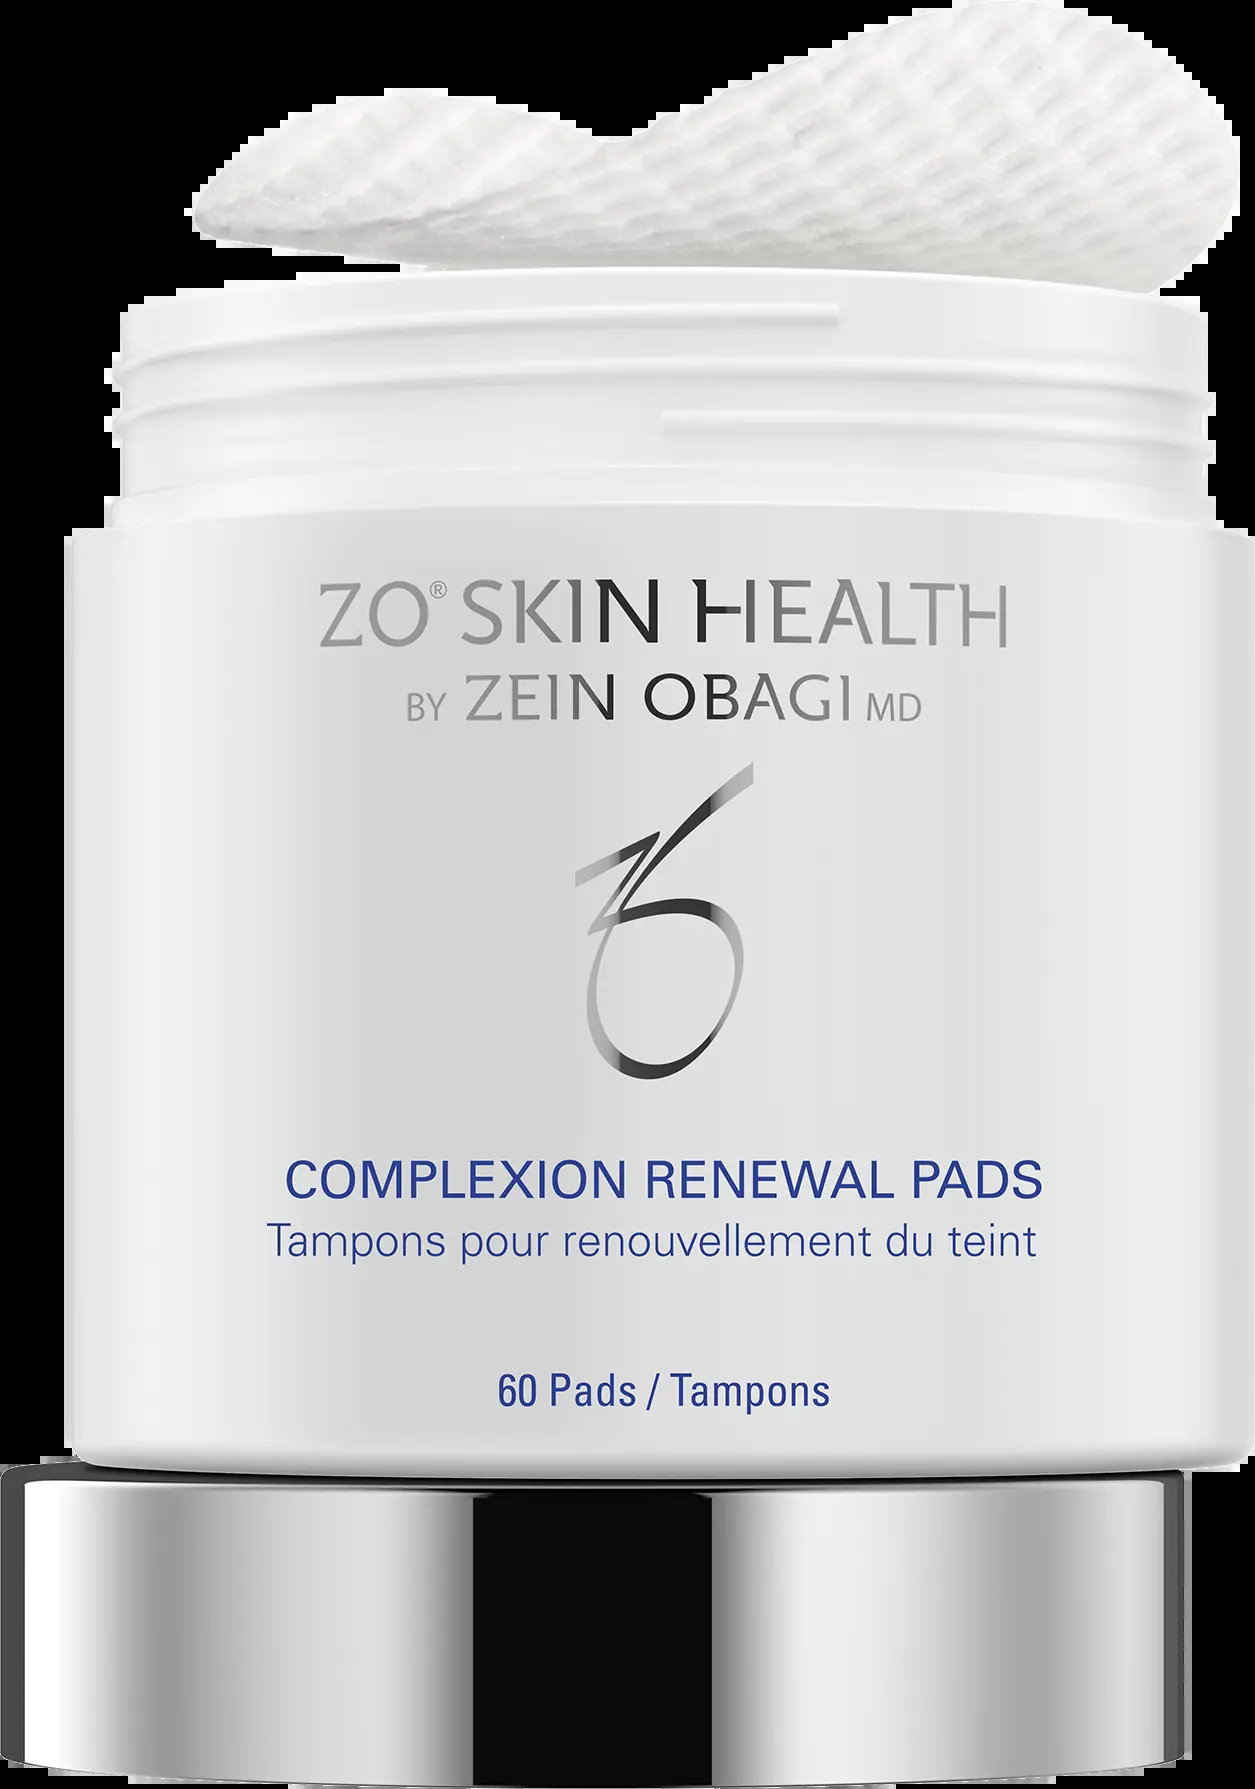 ZO® SKIN HEALTH
BY ZEIN OBAGI MD
COMPLEXION RENEWAL PADS
Tampons pour renouvellement du teint
60 Pads / Tampons